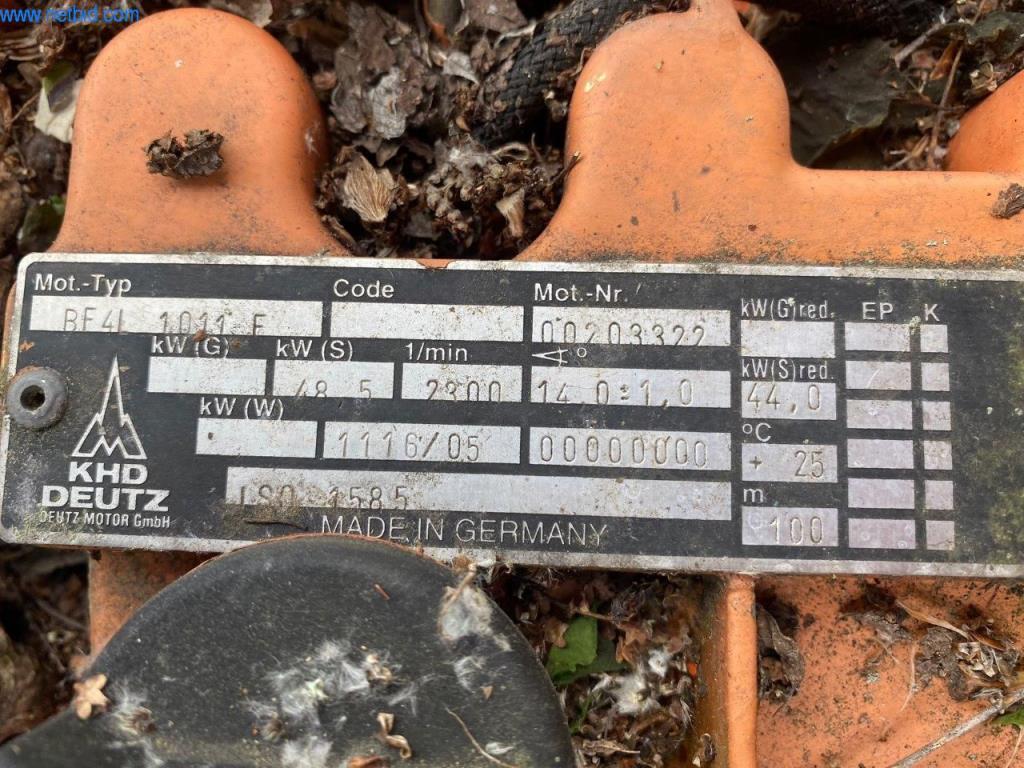 www.netbid.com
Mot.-Typ Code Mot.-Nr. kW(G)red. EP K
BF4L 1011 F 00203322
kW (G) kW (S) 1/min ∢° kW(S)red.
48,5 2300 14,0±1,0 44,0
kW (W) °C
1116/05 00000000 + 25
KHD
DEUTZ
DEUTZ MOTOR GmbH
ISO 1585 m
MADE IN GERMANY 100